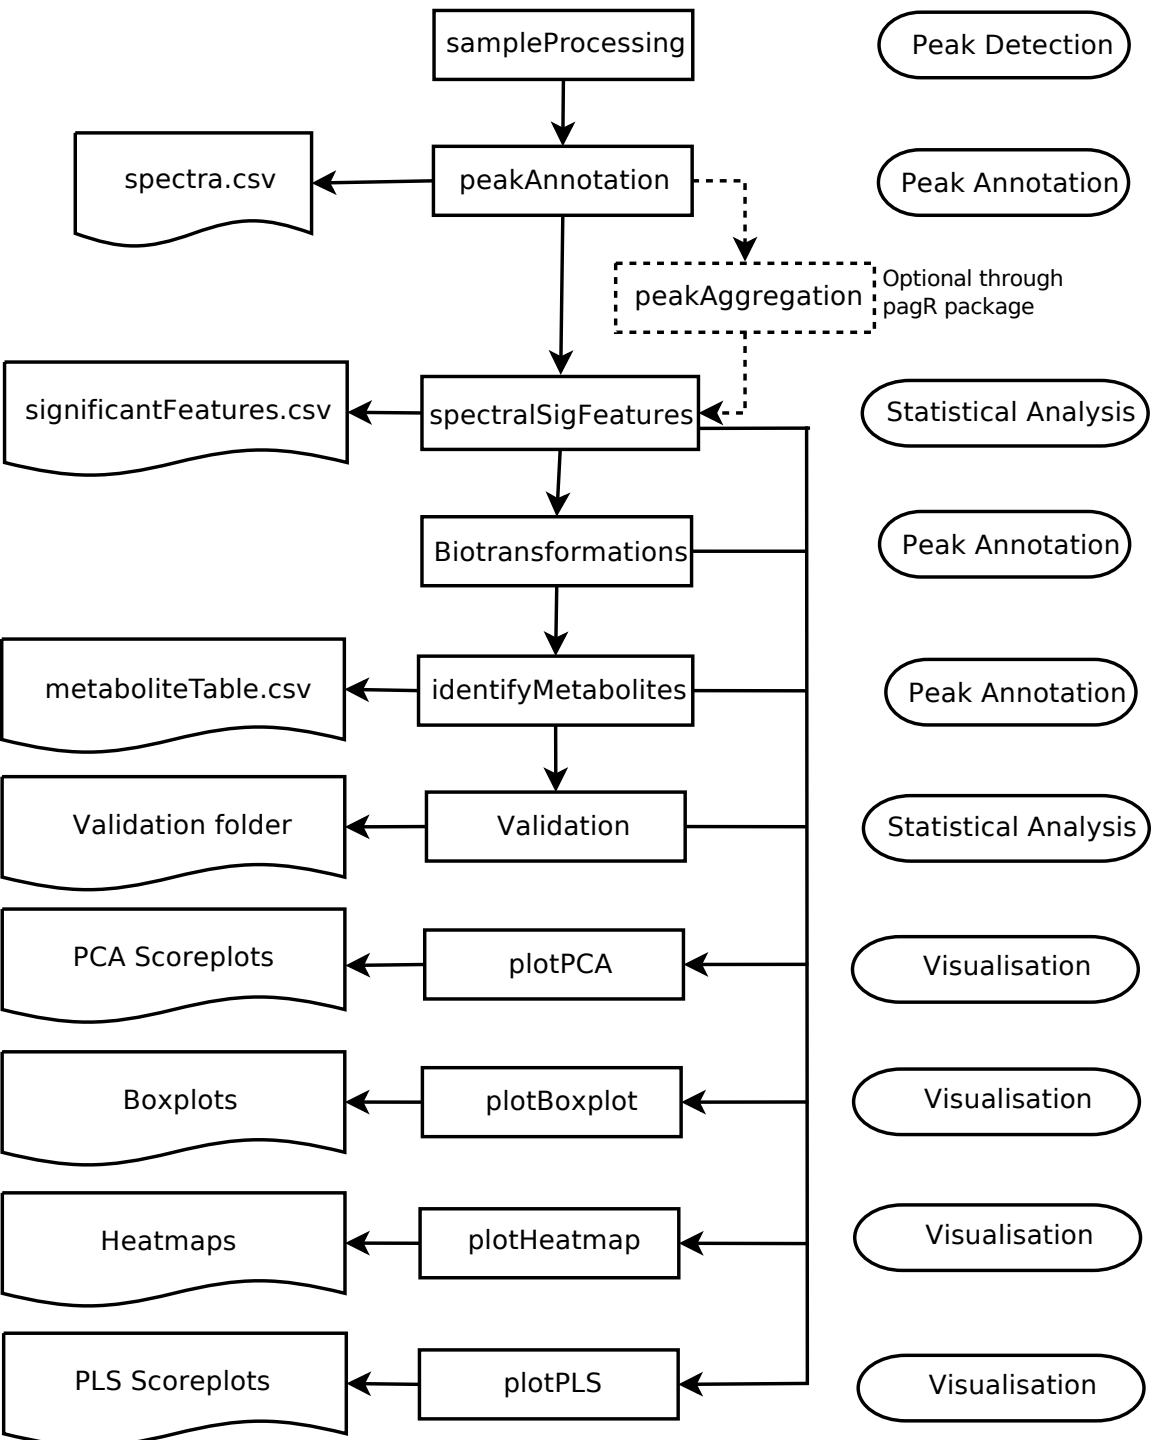 sampleProcessing
Peak Detection
spectra.csv
peakAnnotation
Peak Annotation
peakAggregation
Optional through
pagR package
significantFeatures.csv
spectralSigFeatures
Statistical Analysis
Biotransformations
Peak Annotation
metaboliteTable.csv
identifyMetabolites
Peak Annotation
Validation folder
Validation
Statistical Analysis
PCA Scoreplots
plotPCA
Visualisation
Boxplots
plotBoxplot
Visualisation
Heatmaps
plotHeatmap
Visualisation
PLS Scoreplots
plotPLS
Visualisation